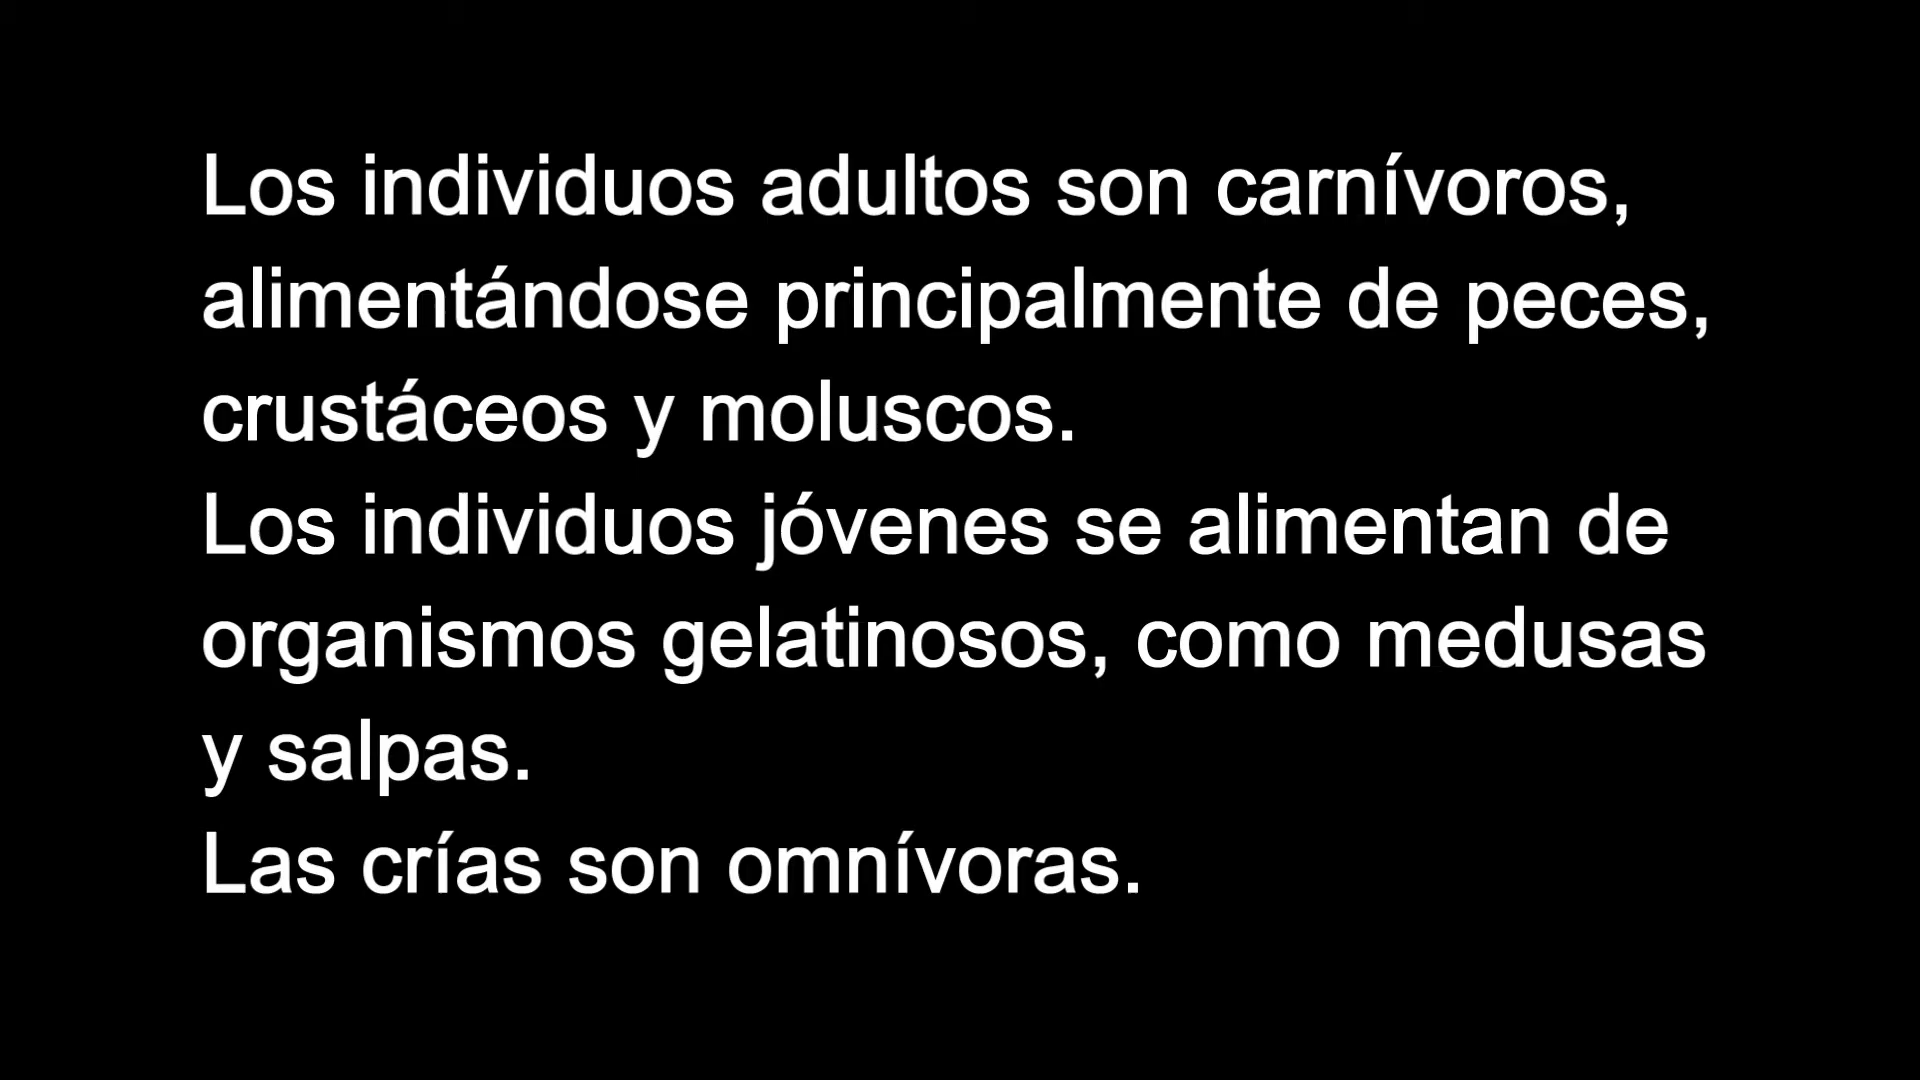 Los individuos adultos son carnívoros,
alimentándose principalmente de peces,
crustáceos y moluscos.
Los individuos jóvenes se alimentan de
organismos gelatinosos, como medusas
y salpas.
Las crías son omnívoras.